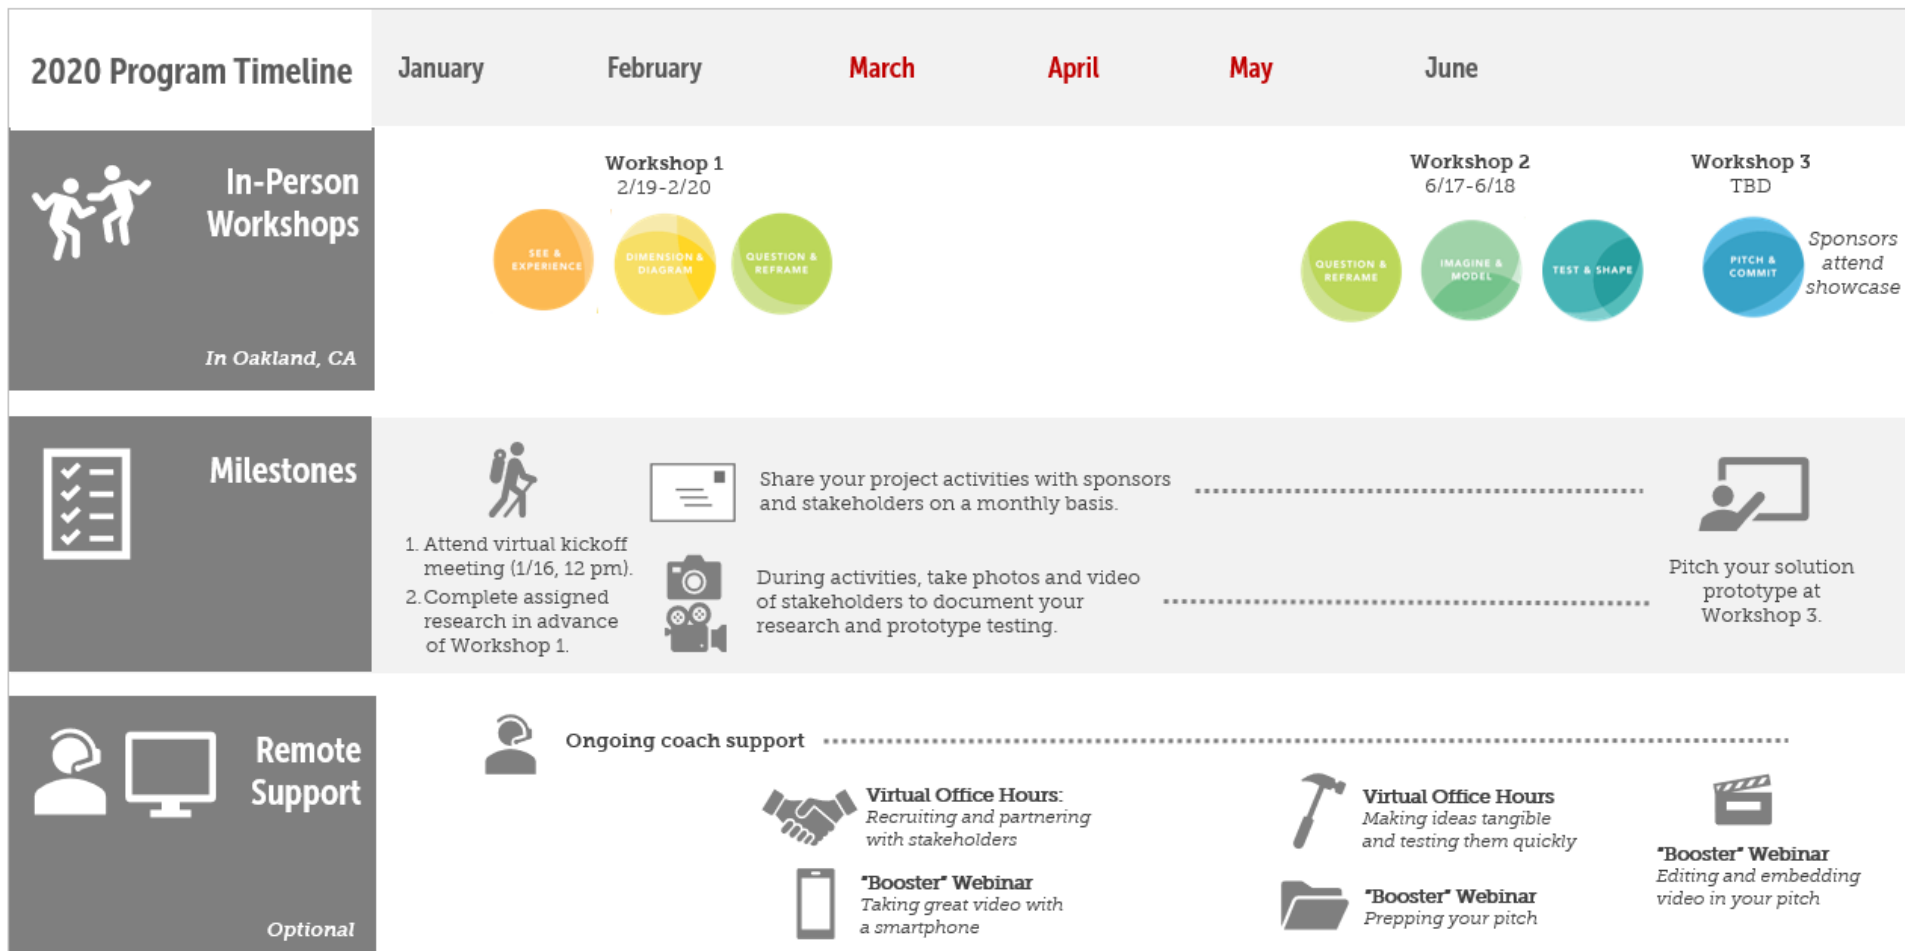 2020 Program Timeline
January
February
March
April
May
June
In-Person
Workshops
In Oakland, CA
Workshop 1
2/19-2/20
SEE &
EXPERIENCE
DIMENSION &
DIAGRAM
QUESTION &
REFRAME
Workshop 2
6/17-6/18
QUESTION &
REFRAME
IMAGINE &
MODEL
TEST & SHAPE
Workshop 3
TBD
PITCH &
COMMIT
Sponsors
attend
showcase
Milestones
1. Attend virtual kickoff
meeting (1/16, 12 pm).
2. Complete assigned
research in advance
of Workshop 1.
Share your project activities with sponsors
and stakeholders on a monthly basis.
During activities, take photos and video
of stakeholders to document your
research and prototype testing.
Pitch your solution
prototype at
Workshop 3.
Remote
Support
Optional
Ongoing coach support
Virtual Office Hours:
Recruiting and partnering
with stakeholders
"Booster" Webinar
Taking great video with
a smartphone
Virtual Office Hours
Making ideas tangible
and testing them quickly
"Booster" Webinar
Prepping your pitch
"Booster" Webinar
Editing and embedding
video in your pitch